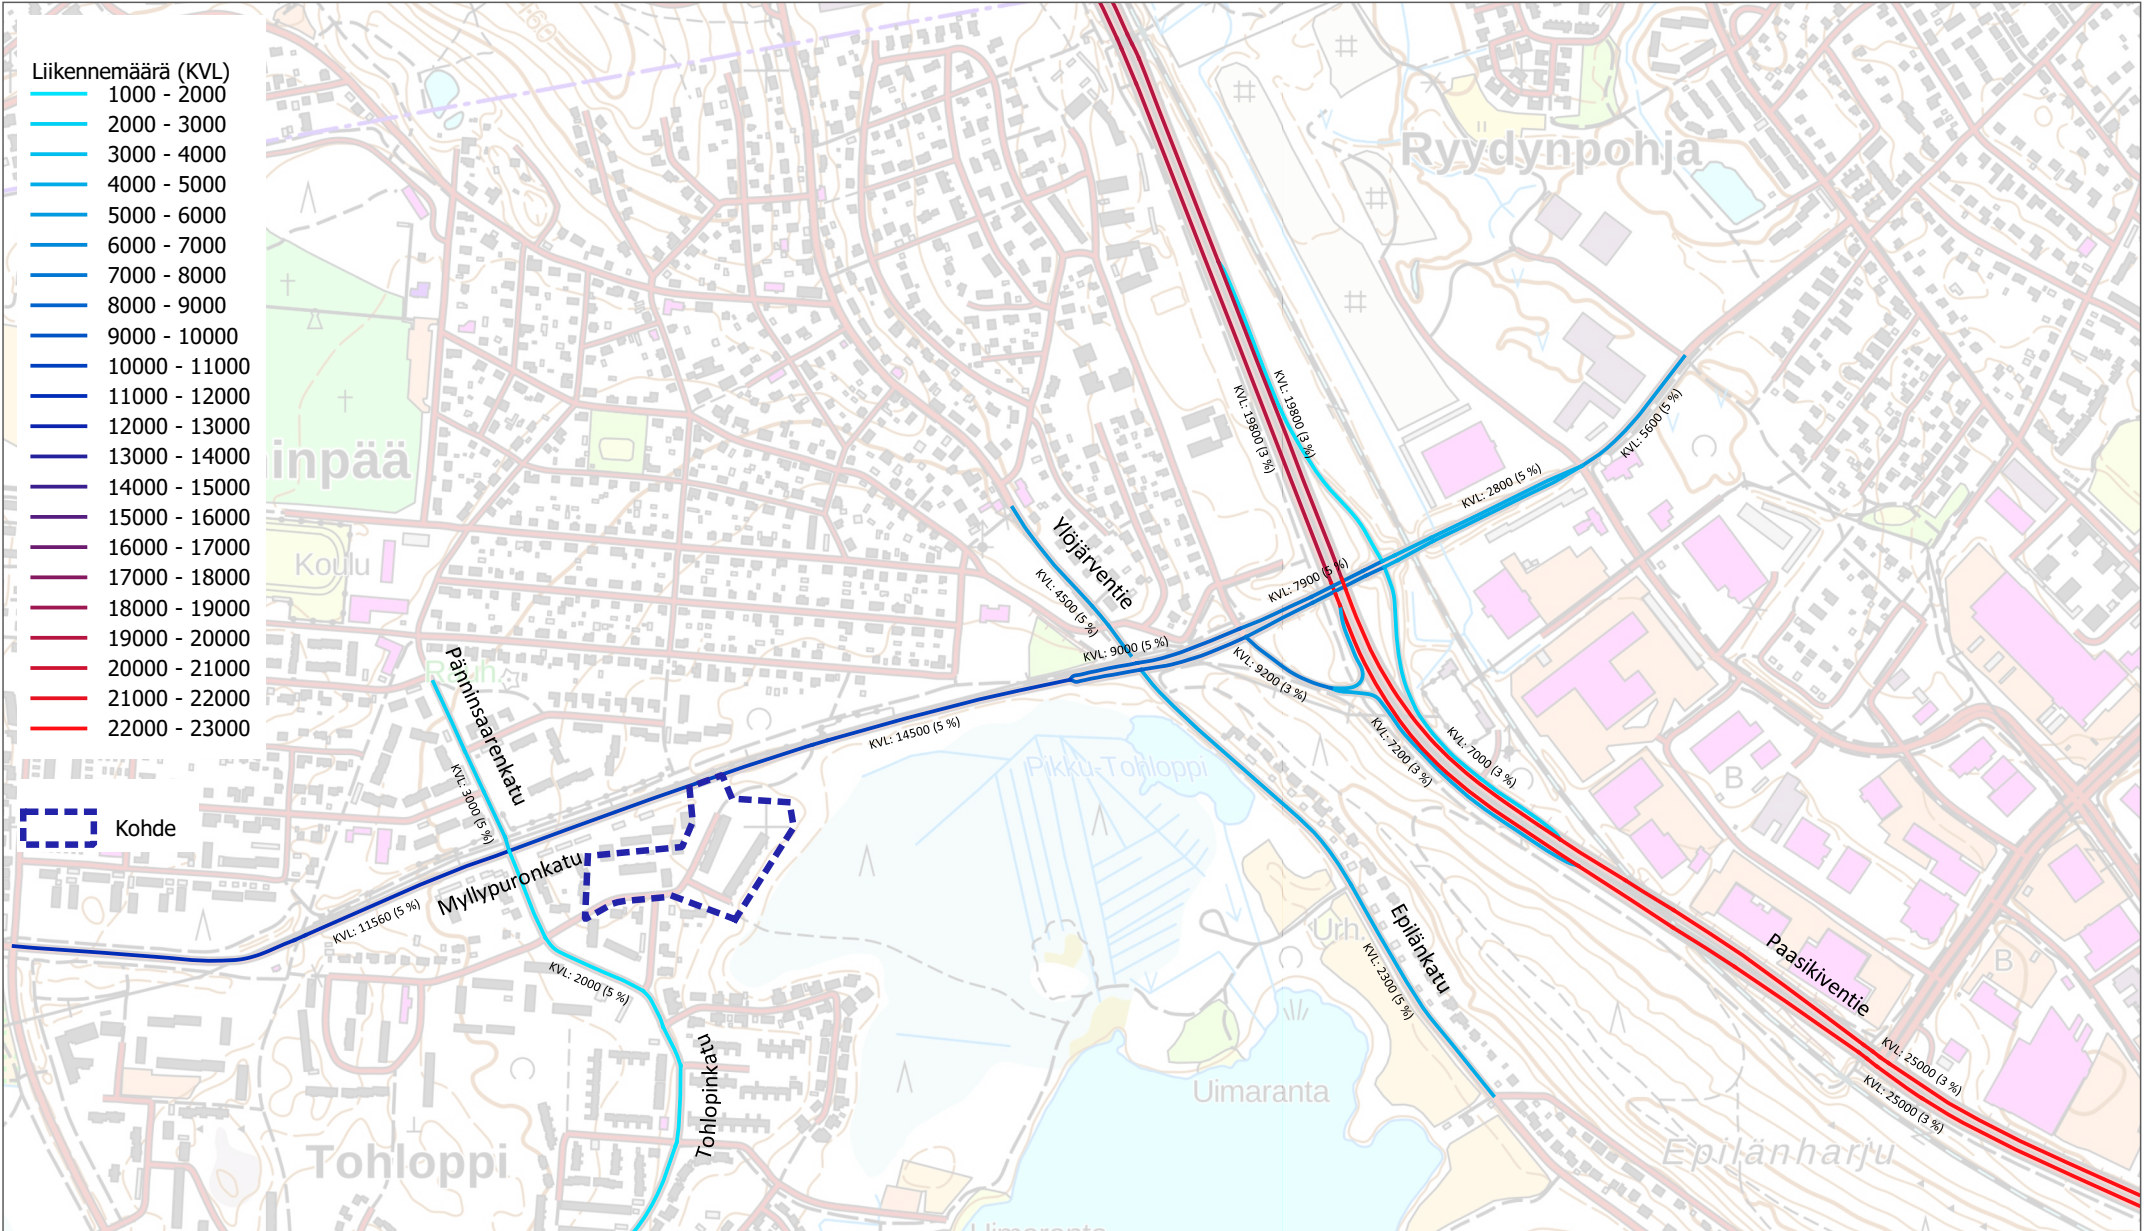 Liikennemäärä (KVL)
1000 - 2000
2000 - 3000
3000 - 4000
4000 - 5000
5000 - 6000
6000 - 7000
7000 - 8000
8000 - 9000
9000 - 10000
10000 - 11000
11000 - 12000
12000 - 13000
13000 - 14000
14000 - 15000
15000 - 16000
16000 - 17000
17000 - 18000
18000 - 19000
19000 - 20000
20000 - 21000
21000 - 22000
22000 - 23000
Kohde
Ryydynpohja
inpää
Koulu
KVL: 19800 (3 %)
KVL: 19800 (3 %)
KVL: 5600 (5 %)
KVL: 2800 (5 %)
KVL: 7900 (5 %)
Ylöjärventie
KVL: 4500 (5 %)
KVL: 9000 (5 %)
KVL: 9200 (3 %)
KVL: 7200 (3 %)
KVL: 7000 (3 %)
Pänninsaarenkatu
KVL: 3000 (5 %)
KVL: 14500 (5 %)
Pikku-Tohloppi
B
Myllypuronkatu
KVL: 11560 (5 %)
KVL: 2000 (5 %)
Tohlopinkatu
Urh.
Epilänkatu
KVL: 2300 (5 %)
Paasikiventie
B
KVL: 25000 (3 %)
KVL: 25000 (3 %)
Uimaranta
Tohloppi
Epilänharju
Uimaranta